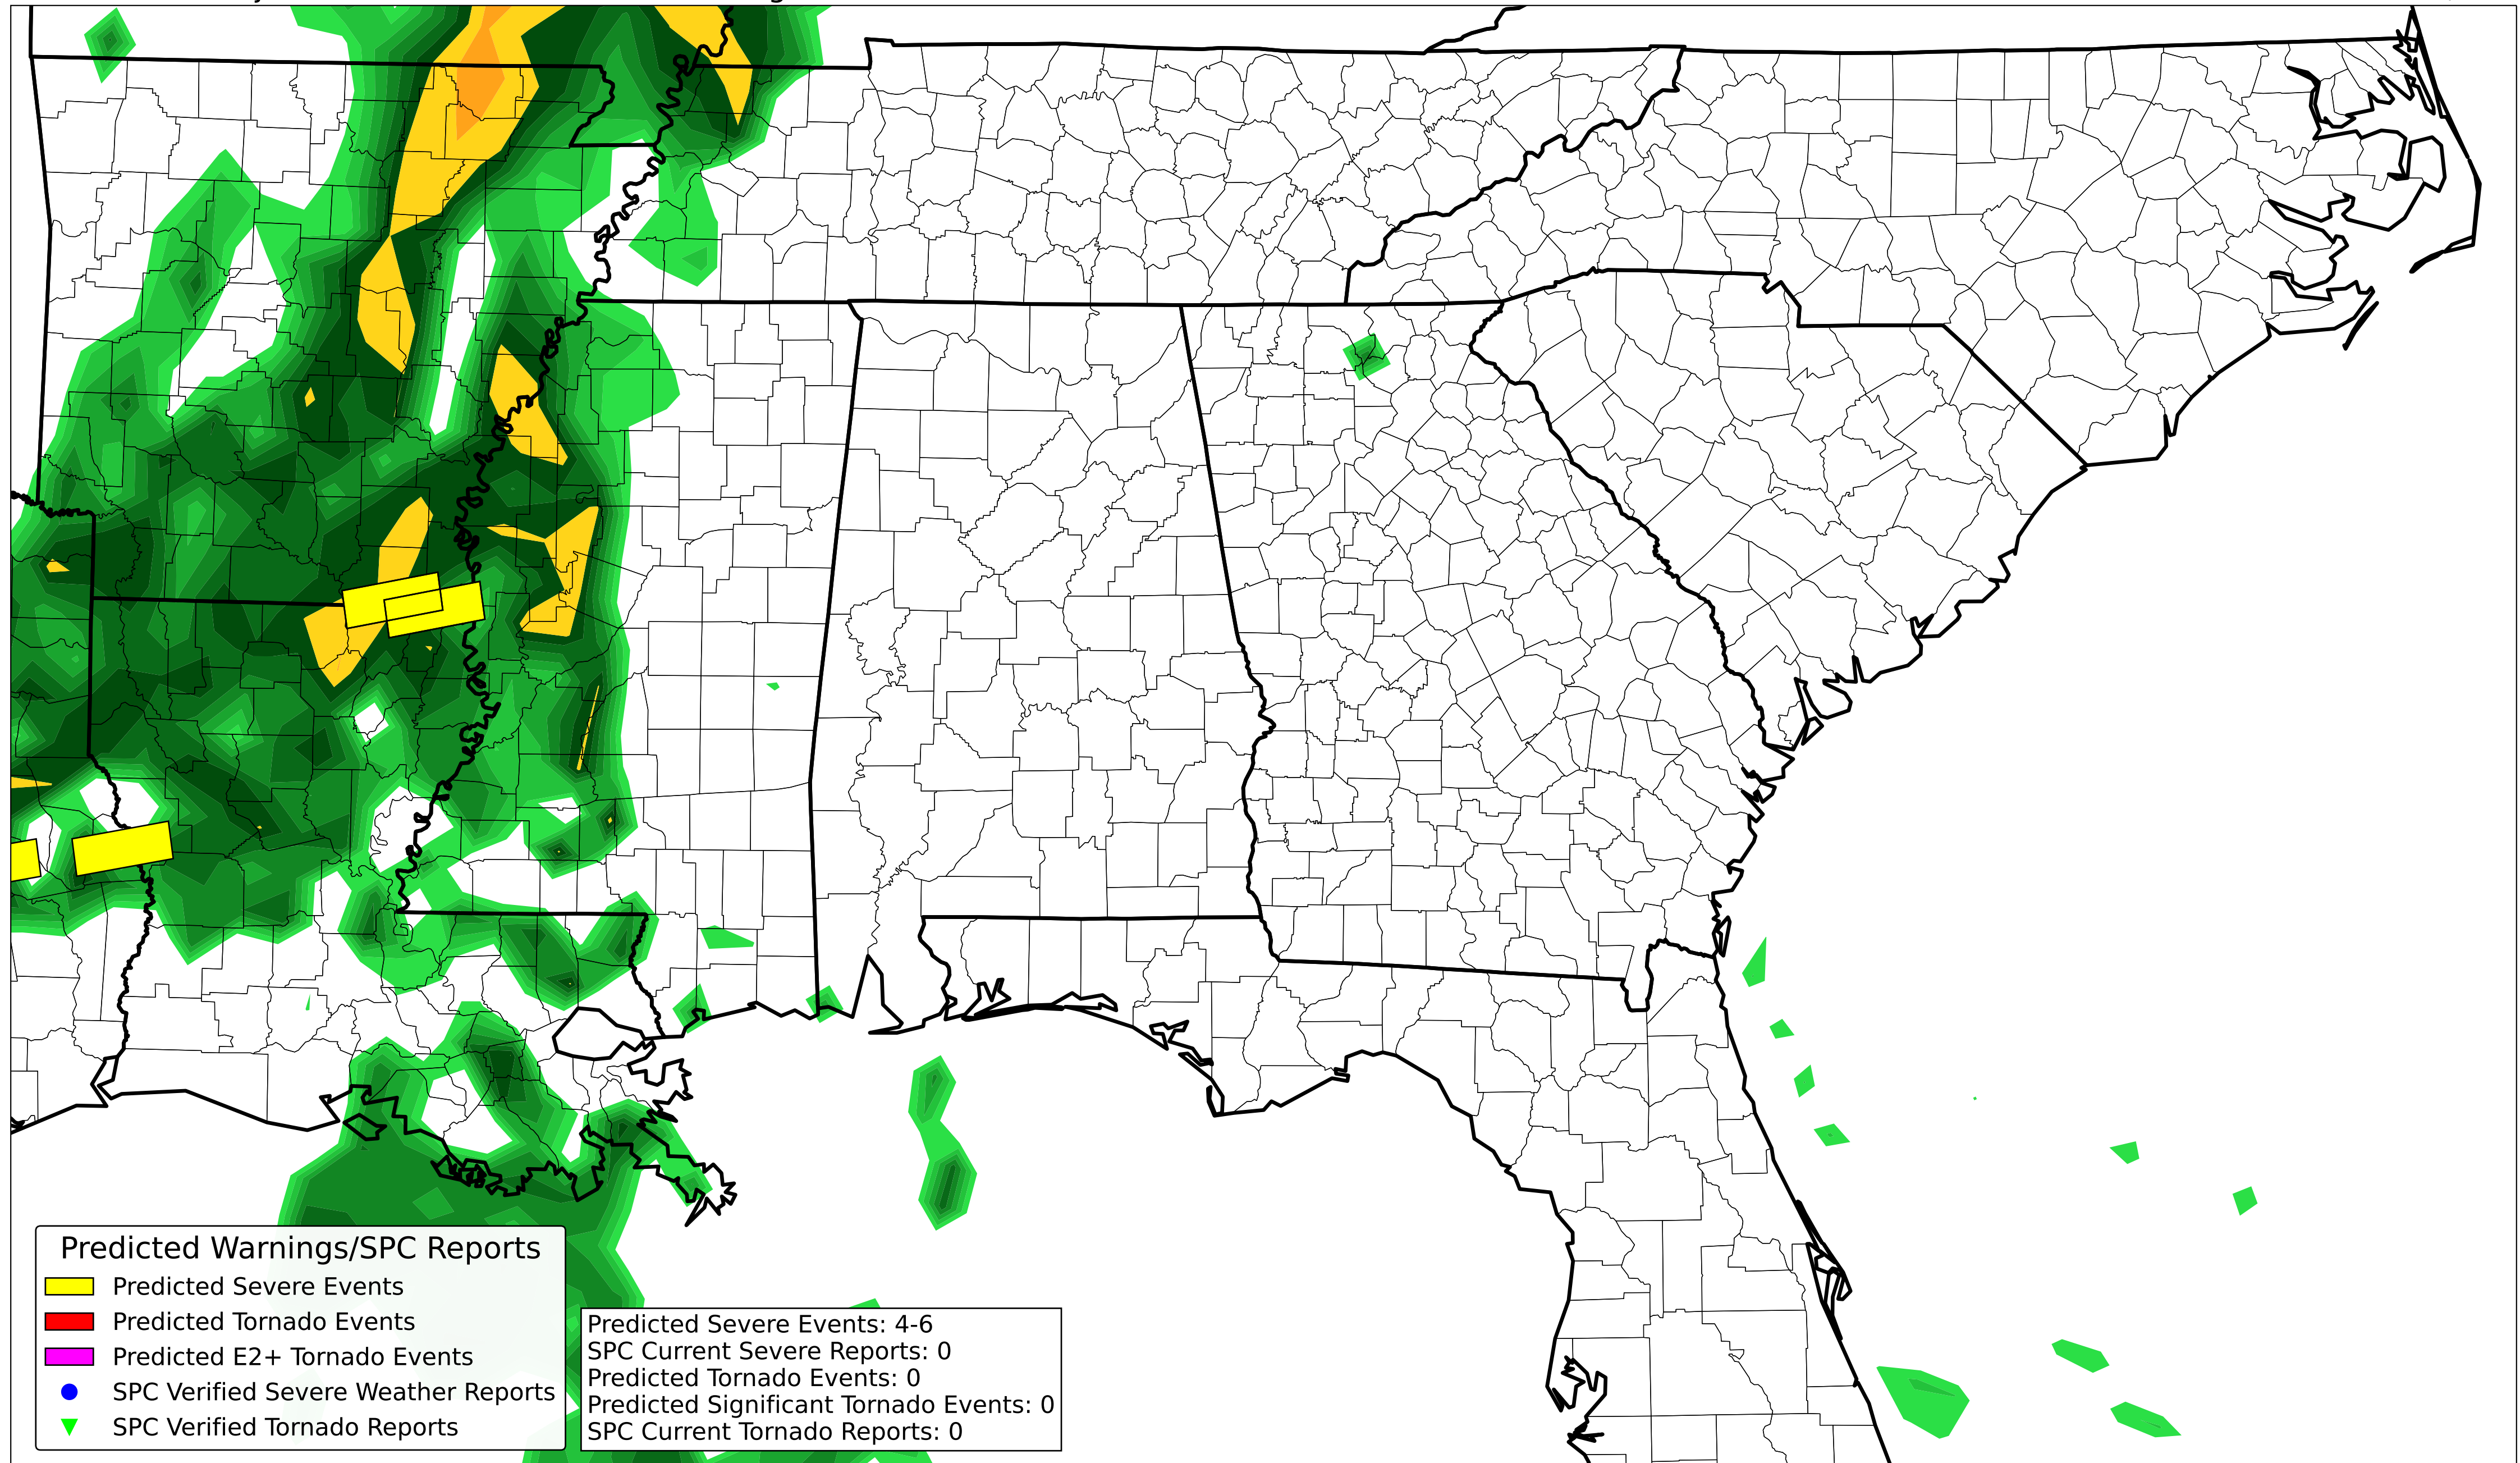 Predicted Warnings/SPC Reports
Predicted Severe Events
Predicted Tornado Events
Predicted E2+ Tornado Events
SPC Verified Severe Weather Reports
SPC Verified Tornado Reports
Predicted Severe Events: 4-6
SPC Current Severe Reports: 0
Predicted Tornado Events: 0
Predicted Significant Tornado Events: 0
SPC Current Tornado Reports: 0